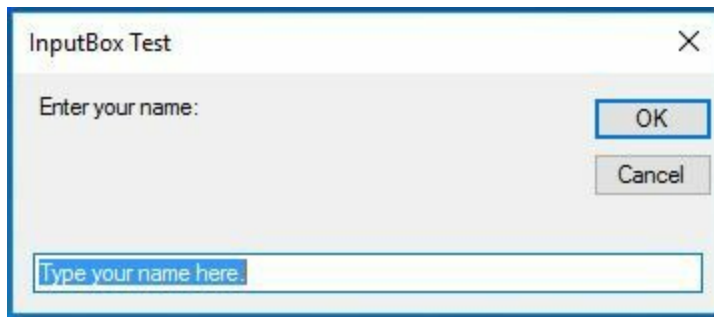 InputBox Test
Enter your name:
OK
Cancel
Type your name here.